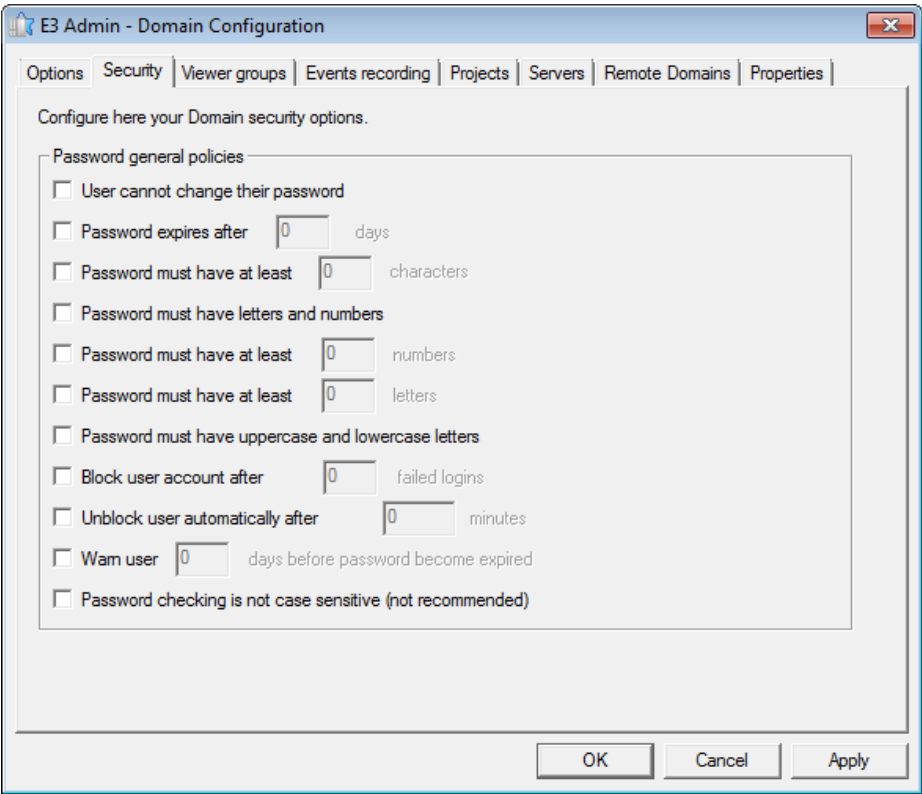 E3 Admin - Domain Configuration
Options Security Viewer groups Events recording Projects Servers Remote Domains Properties
Configure here your Domain security options.
Password general policies
User cannot change their password
Password expires after 0 days
Password must have at least 0 characters
Password must have letters and numbers
Password must have at least 0 numbers
Password must have at least 0 letters
Password must have uppercase and lowercase letters
Block user account after 0 failed logins
Unblock user automatically after 0 minutes
Warn user 0 days before password become expired
Password checking is not case sensitive (not recommended)
OK Cancel Apply